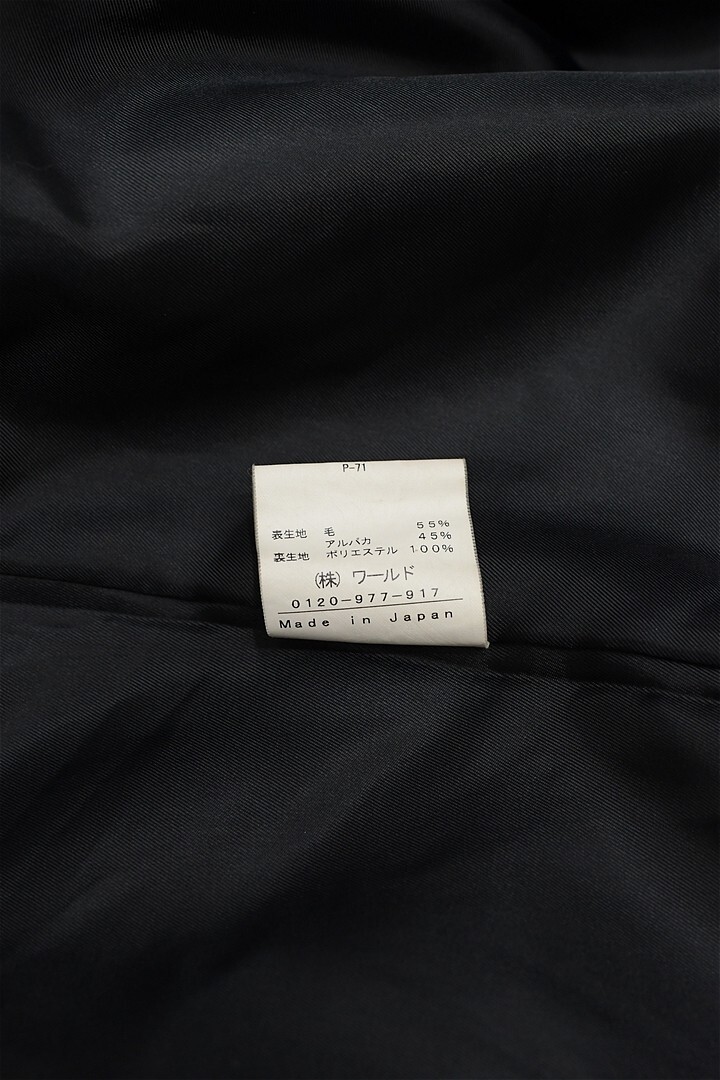 P-71
表生地 毛 55%
アルパカ 45%
裏生地 ポリエステル 100%
(株) ワールド
0120-977-917
Made in Japan